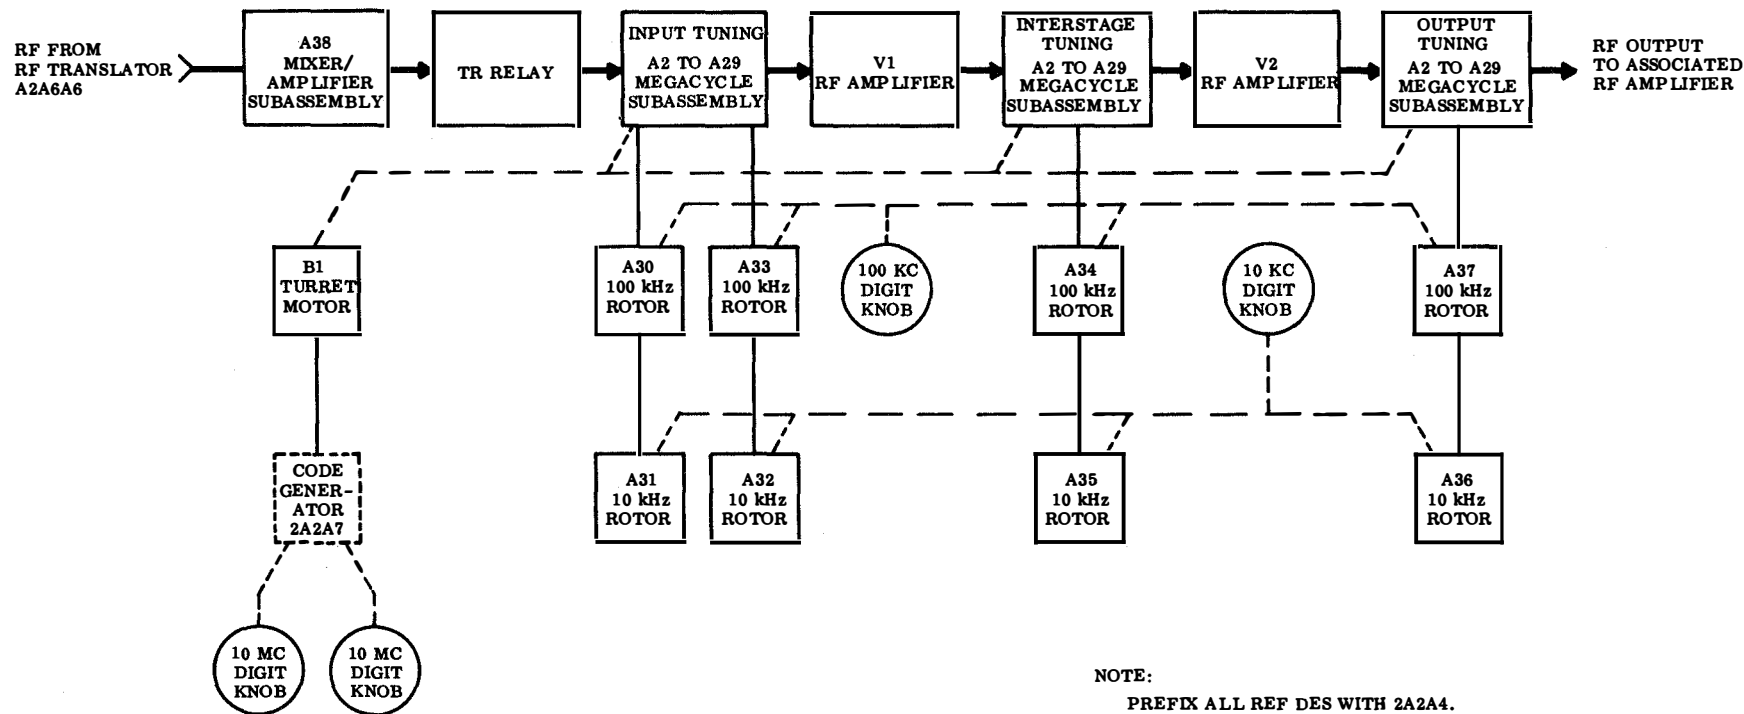 RF FROM
RF TRANSLATOR
A2A6A6
A38
MIXER/
AMPLIFIER
SUBASSEMBLY
TR RELAY
INPUT TUNING
A2 TO A29
MEGACYCLE
SUBASSEMBLY
V1
RF AMPLIFIER
INTERSTAGE
TUNING
A2 TO A29
MEGACYCLE
SUBASSEMBLY
V2
RF AMPLIFIER
OUTPUT
TUNING
A2 TO A29
MEGACYCLE
SUBASSEMBLY
RF OUTPUT
TO ASSOCIATED
RF AMPLIFIER
B1
TURRET
MOTOR
A30
100 kHz
ROTOR
A33
100 kHz
ROTOR
100 KC
DIGIT
KNOB
A34
100 kHz
ROTOR
10 KC
DIGIT
KNOB
A37
100 kHz
ROTOR
CODE
GENER-
ATOR
2A2A7
A31
10 kHz
ROTOR
A32
10 kHz
ROTOR
A35
10 kHz
ROTOR
A36
10 kHz
ROTOR
10 MC
DIGIT
KNOB
10 MC
DIGIT
KNOB
NOTE:
PREFIX ALL REF DES WITH 2A2A4.